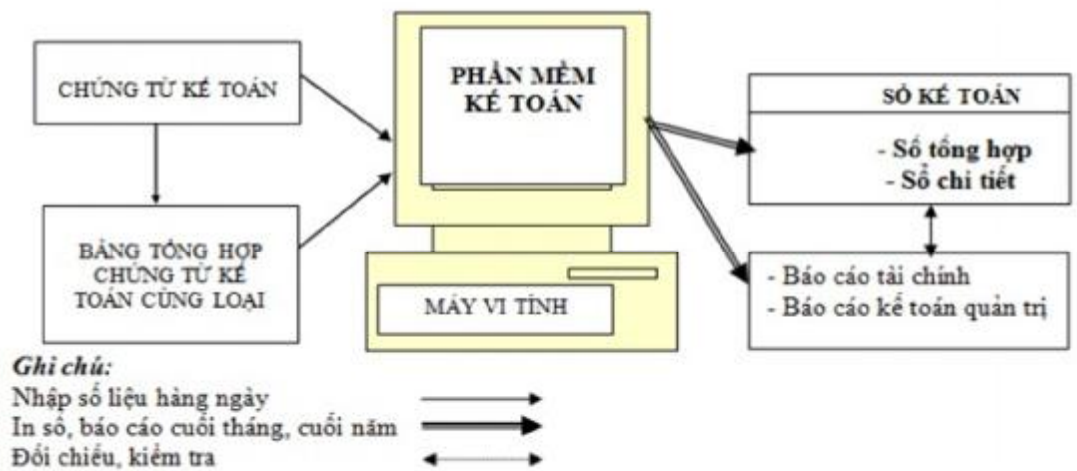 CHỨNG TỪ KẾ TOÁN
BẢNG TỔNG HỢP
CHỨNG TỪ KẾ
TOÁN CÙNG LOẠI
PHẦN MỀM
KẾ TOÁN
MÁY VI TÍNH
SỔ KẾ TOÁN
- Số tổng hợp
- Sổ chi tiết
- Báo cáo tài chính
- Báo cáo kế toán quản trị
Ghi chú:
Nhập số liệu hàng ngày
In sổ, báo cáo cuối tháng, cuối năm
Đối chiếu, kiểm tra